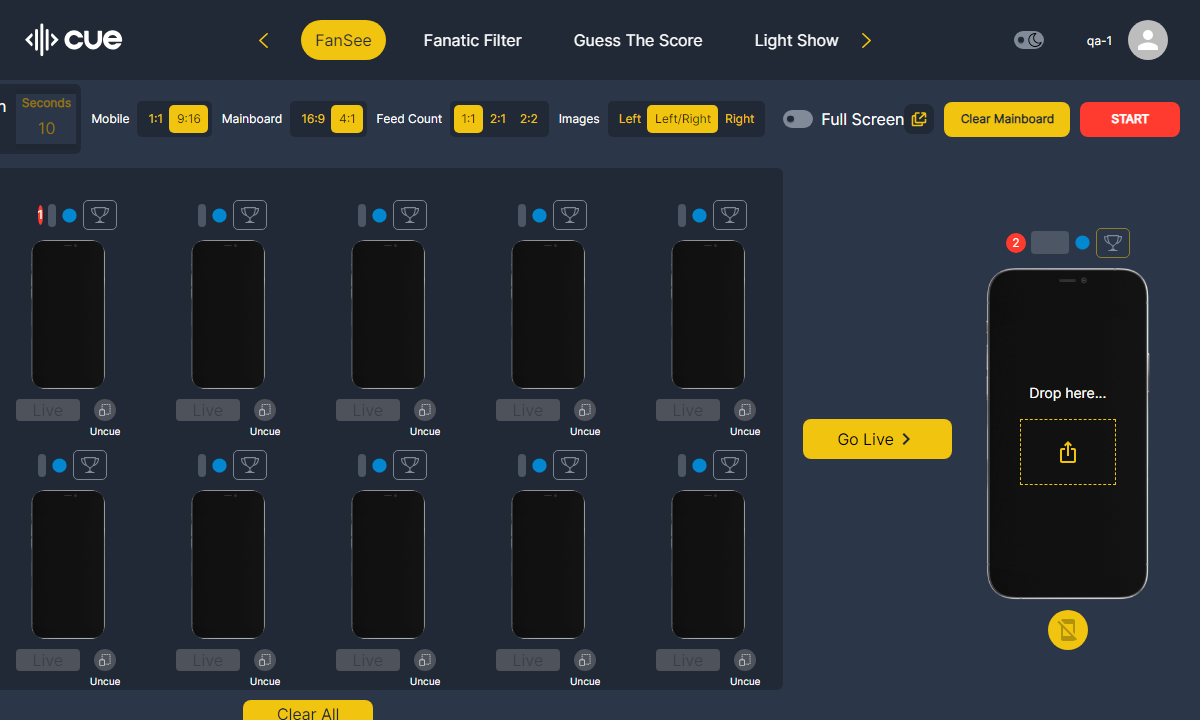 cue
FanSee
Fanatic Filter
Guess The Score
Light Show
qa-1
n
Seconds
10
Mobile
1:1
9:16
Mainboard
16:9
4:1
Feed Count
1:1
2:1
2:2
Images
Left
Left/Right
Right
Full Screen
Clear Mainboard
START
1
2
Drop here...
Live
Live
Live
Live
Live
Uncue
Uncue
Uncue
Uncue
Uncue
Go Live
Live
Live
Live
Live
Live
Uncue
Uncue
Uncue
Uncue
Uncue
Clear All